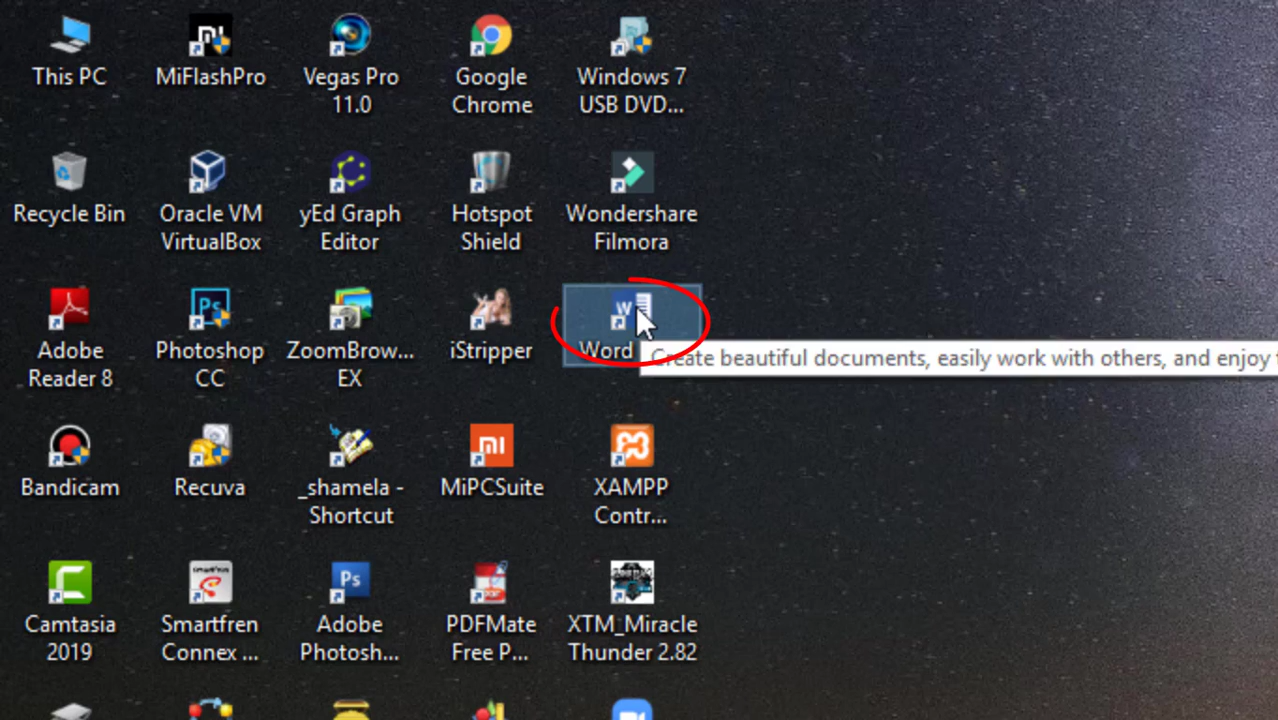 This PC
MiFlashPro
Vegas Pro
11.0
Google
Chrome
Windows 7
USB DVD...
Recycle Bin
Oracle VM
VirtualBox
yEd Graph
Editor
Hotspot
Shield
Wondershare
Filmora
Adobe
Reader 8
Photoshop
CC
ZoomBrow...
EX
iStripper
Word
Create beautiful documents, easily work with others, and enjoy
Bandicam
Recuva
_shamela -
Shortcut
MiPCSuite
XAMPP
Contr...
Camtasia
2019
Smartfren
Connex ...
Adobe
Photosh...
PDFMate
Free P...
XTM_Miracle
Thunder 2.82